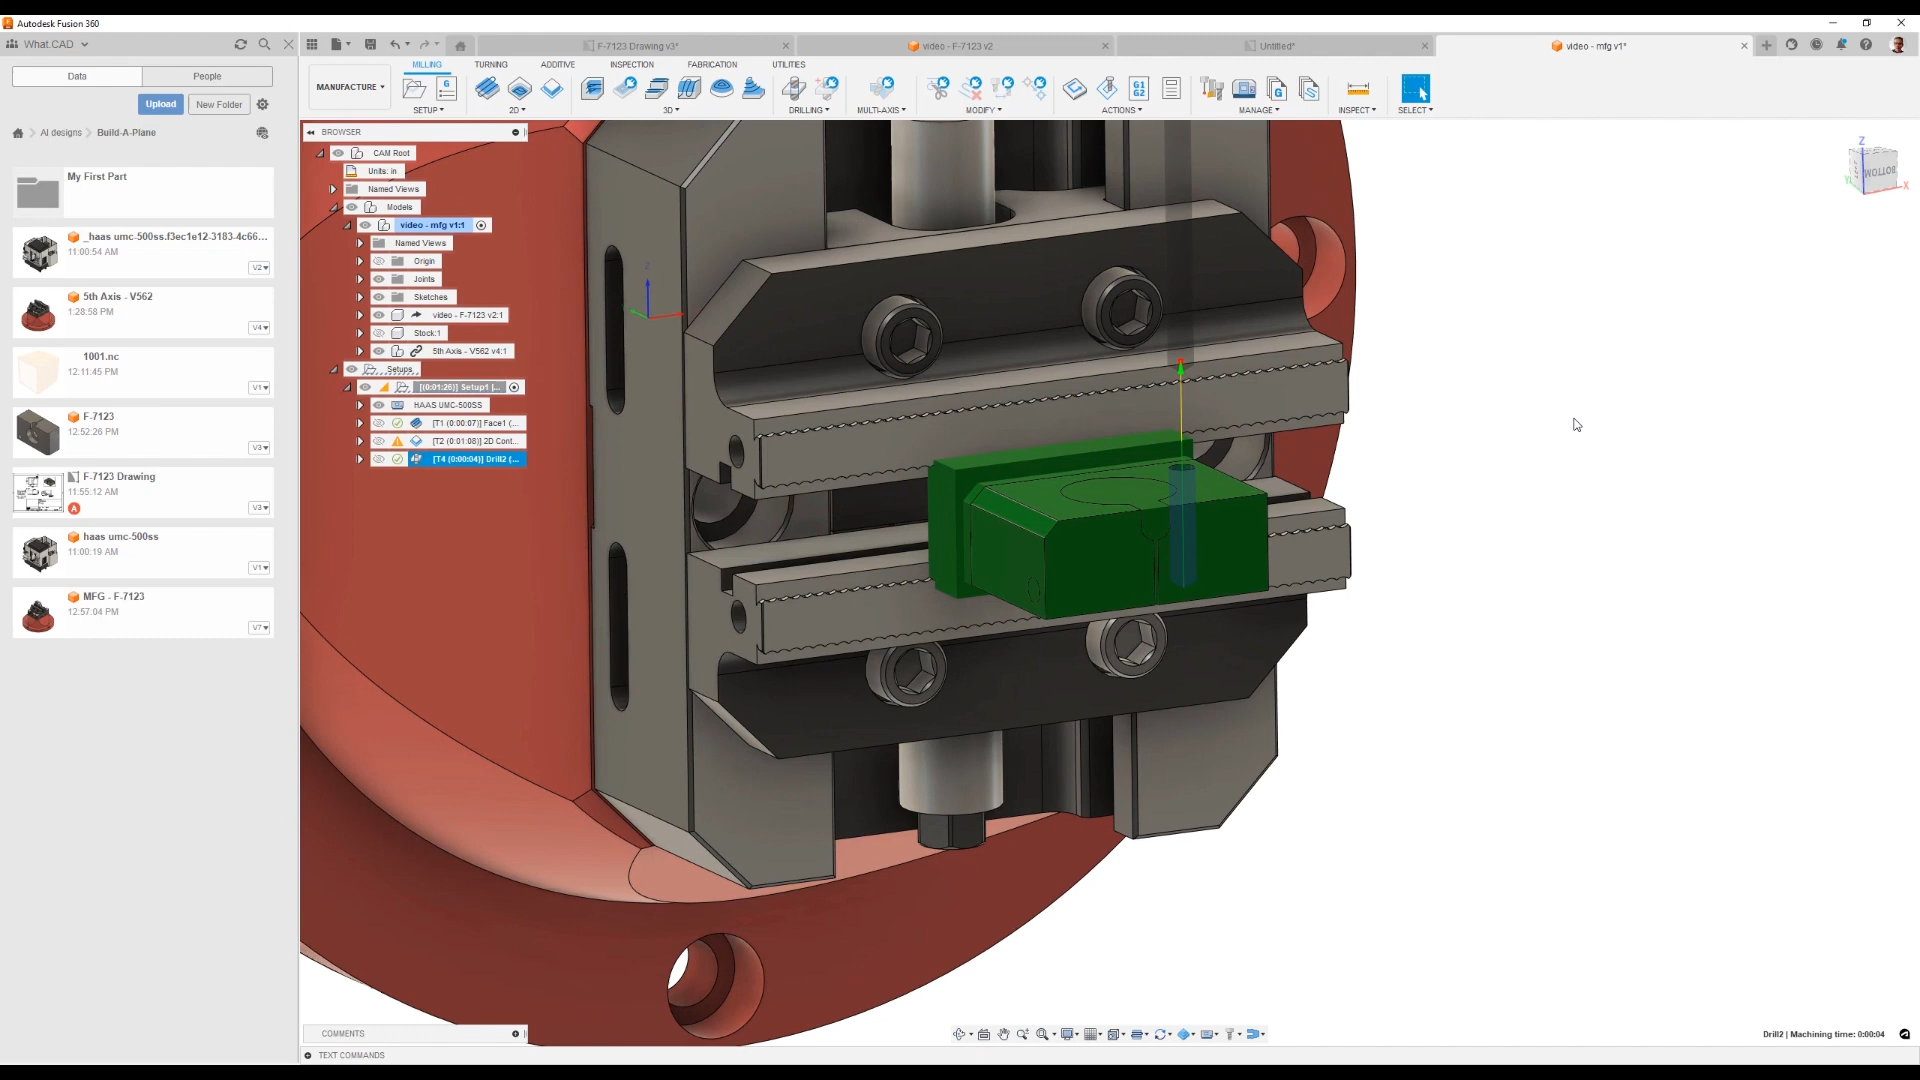 Autodesk Fusion 360
What.CAD
F-7123 Drawing v3*
video - F-7123 v2
Untitled*
video - mfg v1*
Data
People
MANUFACTURE
MILLING
TURNING
ADDITIVE
INSPECTION
FABRICATION
UTILITIES
G1
G2
SETUP
2D
3D
DRILLING
MULTI-AXIS
MODIFY
ACTIONS
MANAGE
INSPECT
SELECT
Upload
New Folder
AI designs
Build-A-Plane
BROWSER
CAM Root
Units: in
Named Views
Models
video - mfg v1:1
Named Views
Origin
Joints
Sketches
video - F-7123 v2:1
Stock:1
5th Axis - V562 v4:1
Setups
[(0:01:26)] Setup1 |...
HAAS UMC-500SS
[T1 (0:00:07)] Face1 (...
[T2 (0:01:08)] 2D Cont...
[T4 (0:00:04)] Drill2 (...
My First Part
_haas umc-500ss.f3ec1e12-3183-4c66...
11:00:54 AM
V2
5th Axis - V562
1:28:58 PM
V4
1001.nc
12:11:45 PM
V1
F-7123
12:52:26 PM
V3
F-7123 Drawing
11:55:12 AM
A
V3
haas umc-500ss
11:00:19 AM
V1
MFG - F-7123
12:57:04 PM
V7
Z
Z
BOTTOM
Y
X
COMMENTS
Drill2 | Machining time: 0:00:04
TEXT COMMANDS